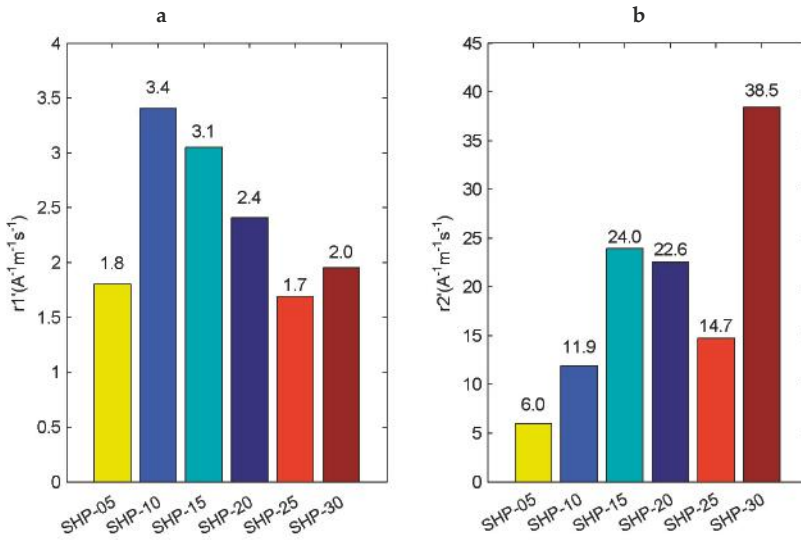 a
4
3.5
3
2.5
2
1.5
1
0.5
0
r1'(A⁻¹m⁻¹s⁻¹)
1.8
3.4
3.1
2.4
1.7
2.0
SHP-05
SHP-10
SHP-15
SHP-20
SHP-25
SHP-30
b
45
40
35
30
25
20
15
10
5
0
r2'(A⁻¹m⁻¹s⁻¹)
6.0
11.9
24.0
22.6
14.7
38.5
SHP-05
SHP-10
SHP-15
SHP-20
SHP-25
SHP-30